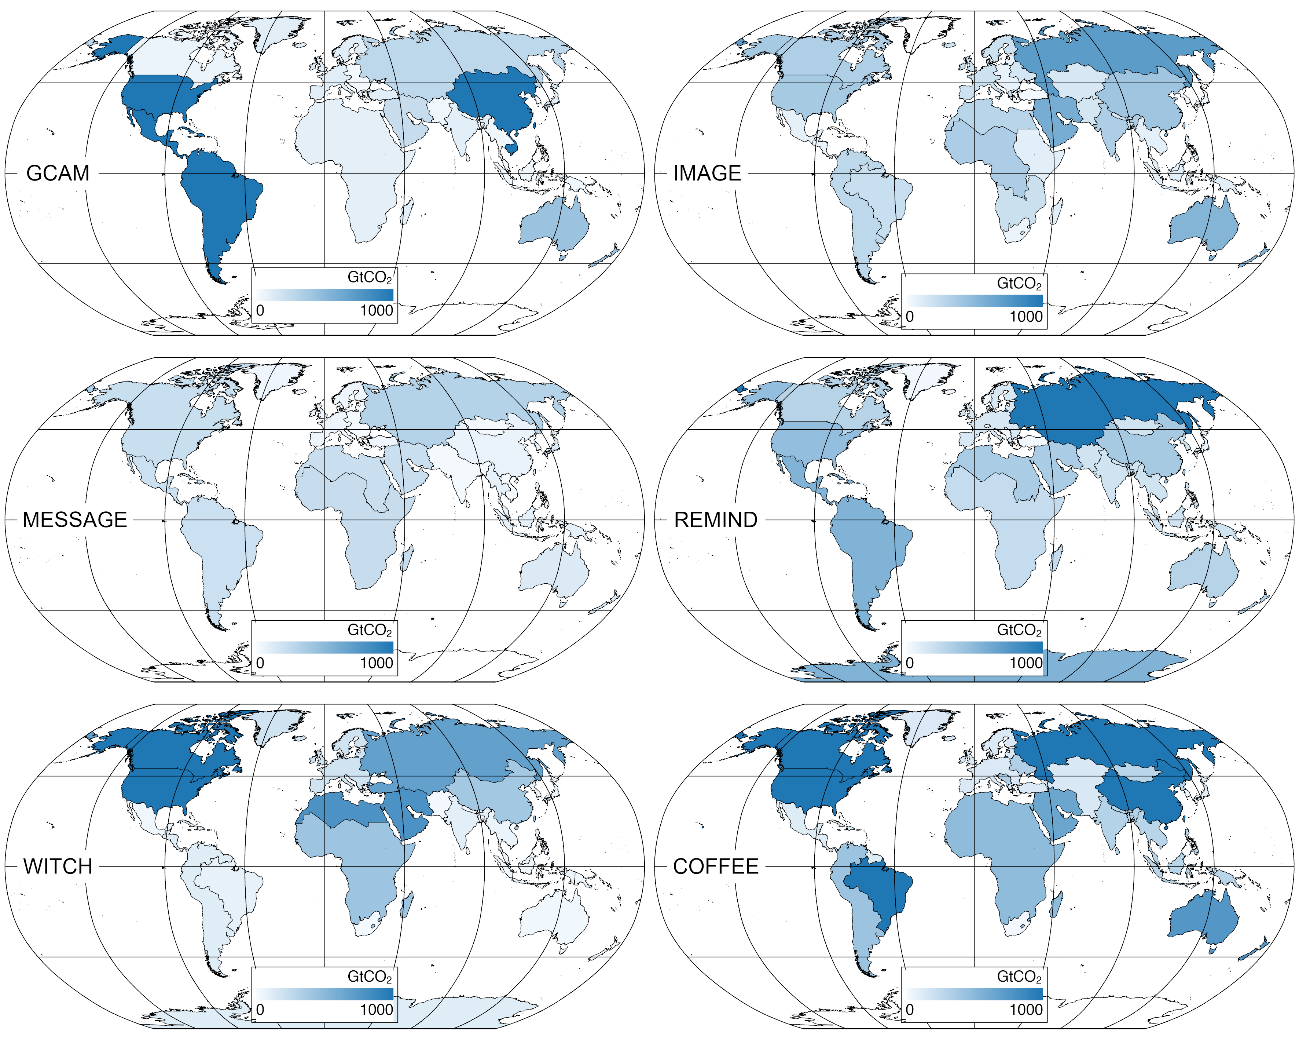 GCAM
GtCO₂
0 1000
IMAGE
GtCO₂
0 1000
MESSAGE
GtCO₂
0 1000
REMIND
GtCO₂
0 1000
WITCH
GtCO₂
0 1000
COFFEE
GtCO₂
0 1000